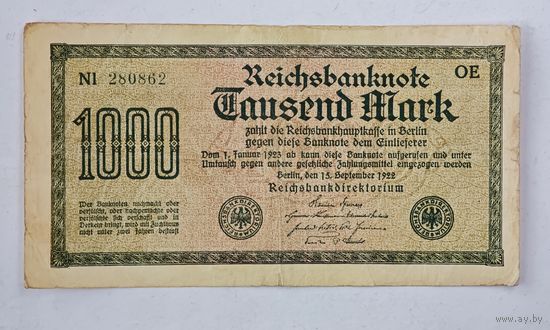 NI 280862
Reichsbanknote
OE
1000
Tausend Mark
zahlt die Reichsbankhauptkasse in Berlin
gegen diese Banknote dem Einlieferer
Vom 1. Januar 1923 ab kann diese Banknote aufgerufen und unter
Umtausch gegen andere gesetzliche Zahlungsmittel eingezogen werden
Berlin, den 15. September 1922
Reichsbankdirektorium
Wer Banknoten nachmacht oder
verfälscht, oder nachgemachte oder
verfälschte sich verschafft und in
Verkehr bringt, wird mit Zuchthaus
nicht unter zwei Jahren bestraft
www.ay.by